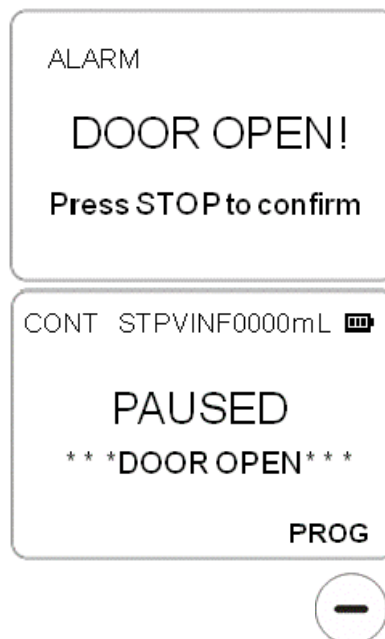 ALARM
DOOR OPEN!
Press STOP to confirm
CONT STPVINF0000mL
PAUSED
***DOOR OPEN***
PROG